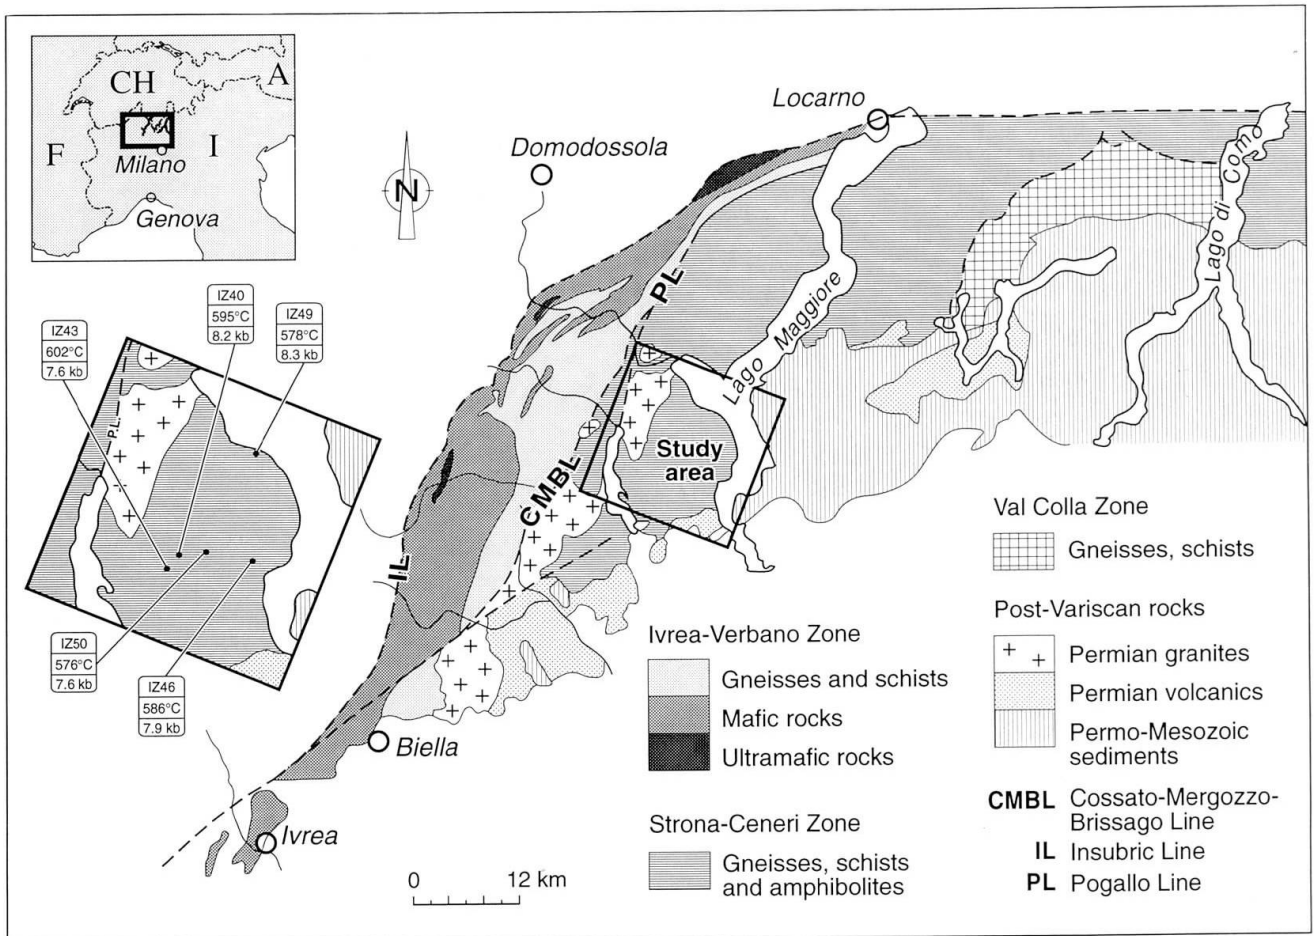 CH
A
F
I
Milano
Genova
N
Domodossola
Locarno
Lago Maggiore
Lago di Como
PL
CMBL
IL
Study
area
Biella
Ivrea
IZ43
602°C
7.6 kb
IZ40
595°C
8.2 kb
IZ49
578°C
8.3 kb
P.L.
IZ50
576°C
7.6 kb
IZ46
586°C
7.9 kb
0 12 km
Ivrea-Verbano Zone
Gneisses and schists
Mafic rocks
Ultramafic rocks
Strona-Ceneri Zone
Gneisses, schists
and amphibolites
Val Colla Zone
Gneisses, schists
Post-Variscan rocks
Permian granites
Permian volcanics
Permo-Mesozoic
sediments
CMBL Cossato-Mergozzo-
Brissago Line
IL Insubric Line
PL Pogallo Line